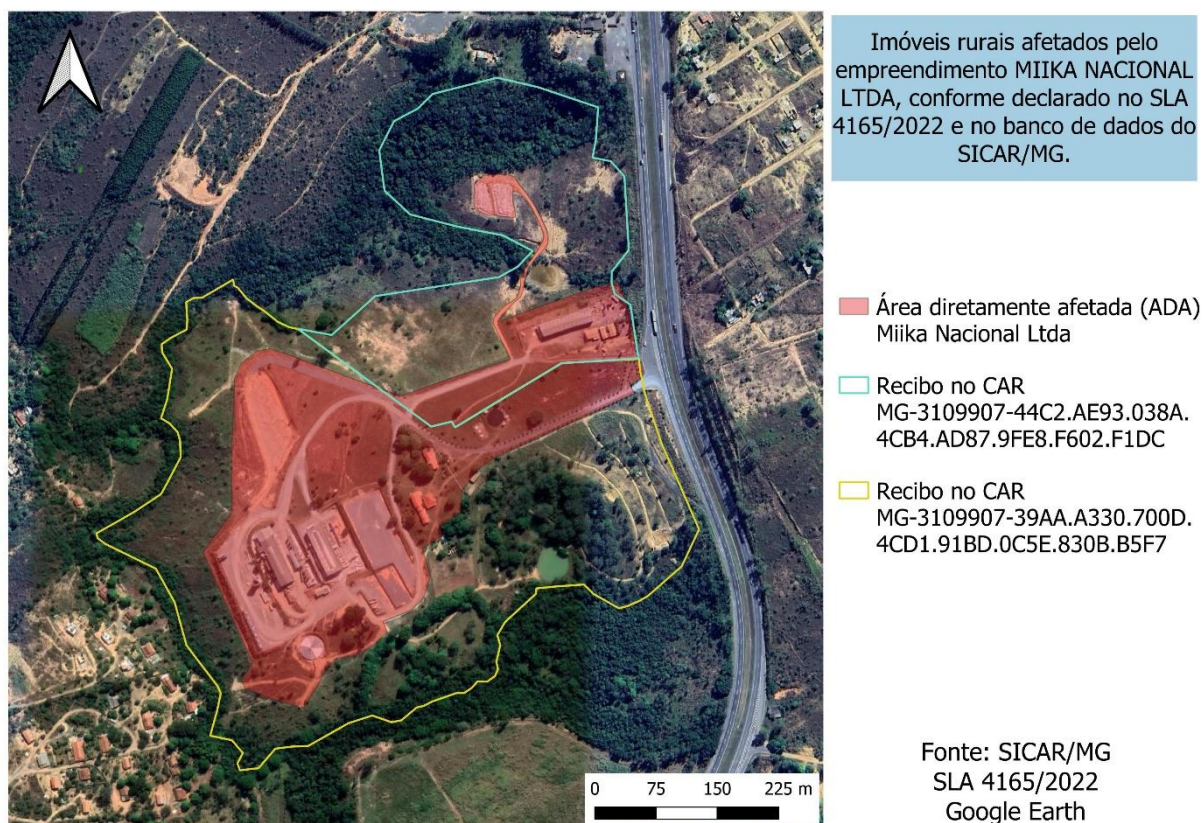 Imóveis rurais afetados pelo
empreendimento MIIKA NACIONAL
LTDA, conforme declarado no SLA
4165/2022 e no banco de dados do
SICAR/MG.
Área diretamente afetada (ADA)
Miika Nacional Ltda
Recibo no CAR
MG-3109907-44C2.AE93.038A.
4CB4.AD87.9FE8.F602.F1DC
Recibo no CAR
MG-3109907-39AA.A330.700D.
4CD1.91BD.0C5E.830B.B5F7
0 75 150 225 m
Fonte: SICAR/MG
SLA 4165/2022
Google Earth